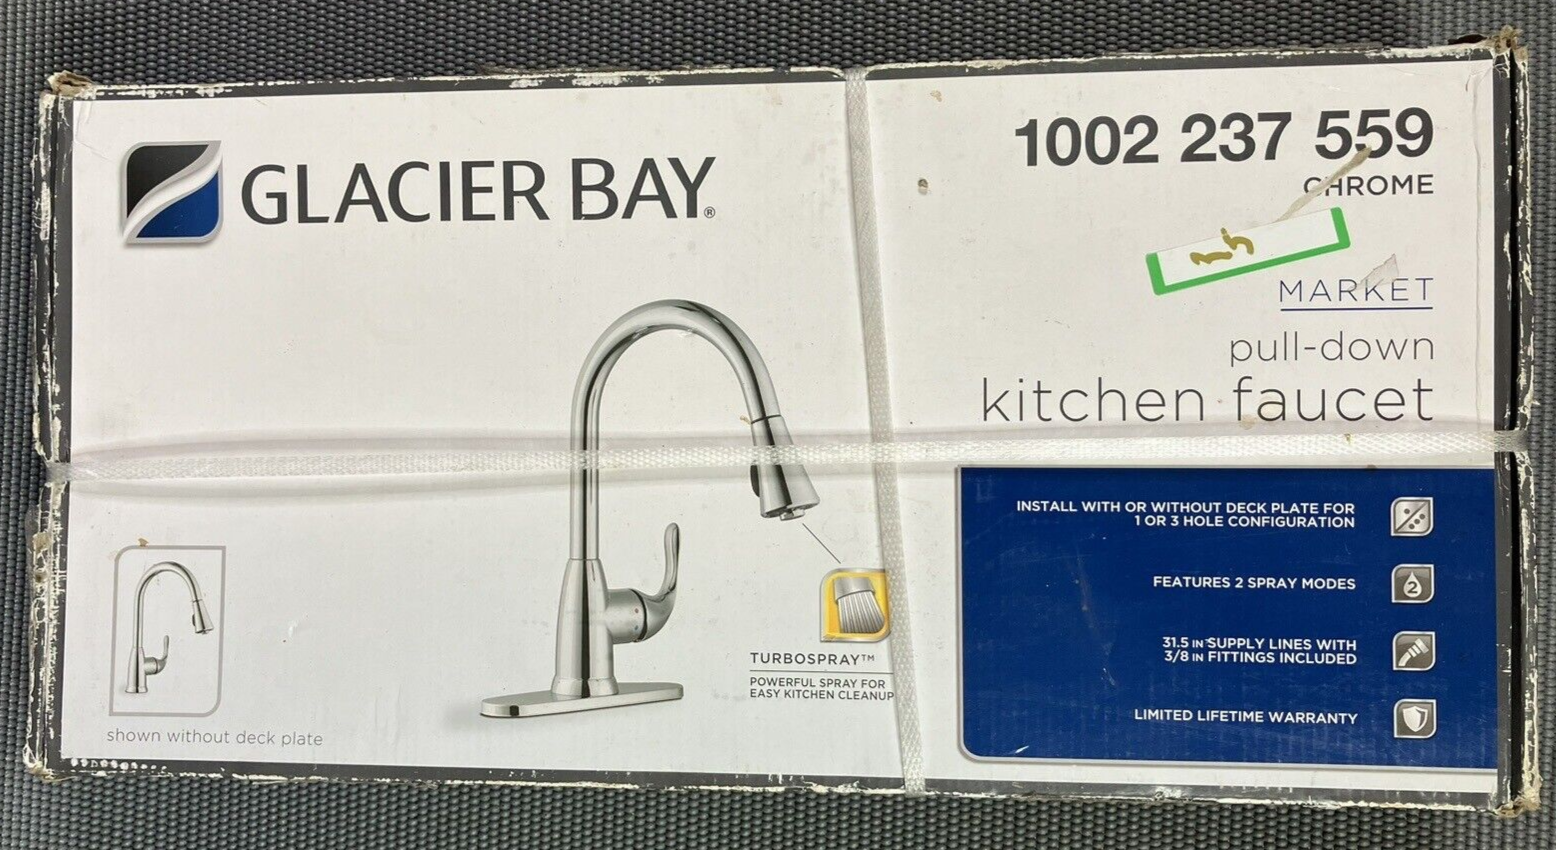 GLACIER BAY®
1002 237 559
CHROME
MARKET
pull-down
kitchen faucet
INSTALL WITH OR WITHOUT DECK PLATE FOR
1 OR 3 HOLE CONFIGURATION
FEATURES 2 SPRAY MODES
2
31.5 IN SUPPLY LINES WITH
3/8 IN FITTINGS INCLUDED
LIMITED LIFETIME WARRANTY
TURBOSPRAY™
POWERFUL SPRAY FOR
EASY KITCHEN CLEANUP
shown without deck plate